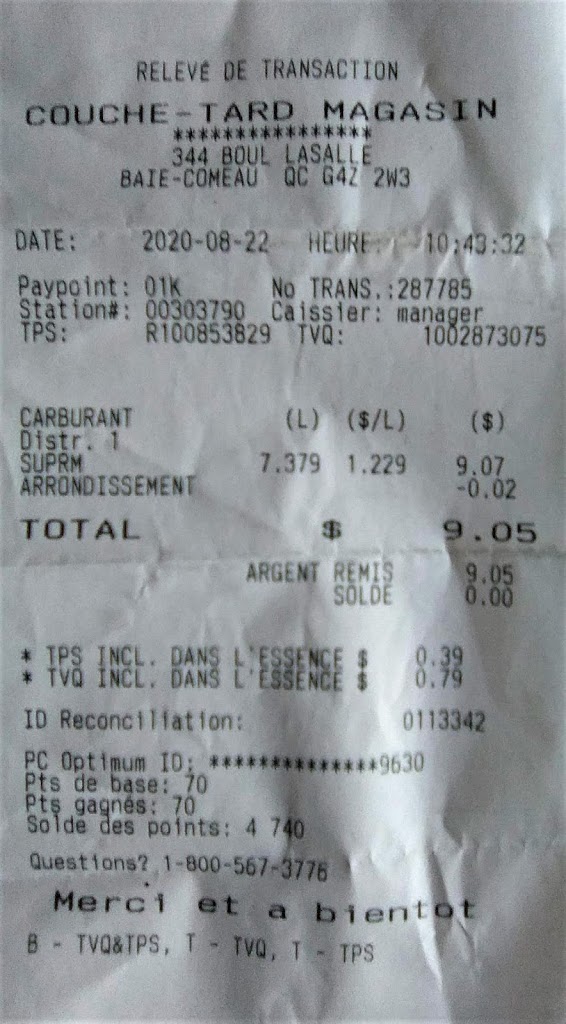 RELEVÉ DE TRANSACTION
COUCHE-TARD MAGASIN
****************
344 BOUL LASALLE
BAIE-COMEAU QC G4Z 2W3
DATE: 2020-08-22 HEURE: 10:43:32
Paypoint: 01K No TRANS.:287785
Station#: 00303790 Caissier: manager
TPS: R100853829 TVQ: 1002873075
CARBURANT (L) ($/L) ($)
Distr. 1
SUPRM 7.379 1.229 9.07
ARRONDISSEMENT -0.02
TOTAL $ 9.05
ARGENT REMIS 9.05
SOLDE 0.00
* TPS INCL. DANS L'ESSENCE $ 0.39
* TVQ INCL. DANS L'ESSENCE $ 0.79
ID Reconciliation: 0113342
PC Optimum ID: **************9630
Pts de base: 70
Pts gagnés: 70
Solde des points: 4 740
Questions? 1-800-567-3776
Merci et a bientot
B - TVQ&TPS, T - TVQ, T - TPS